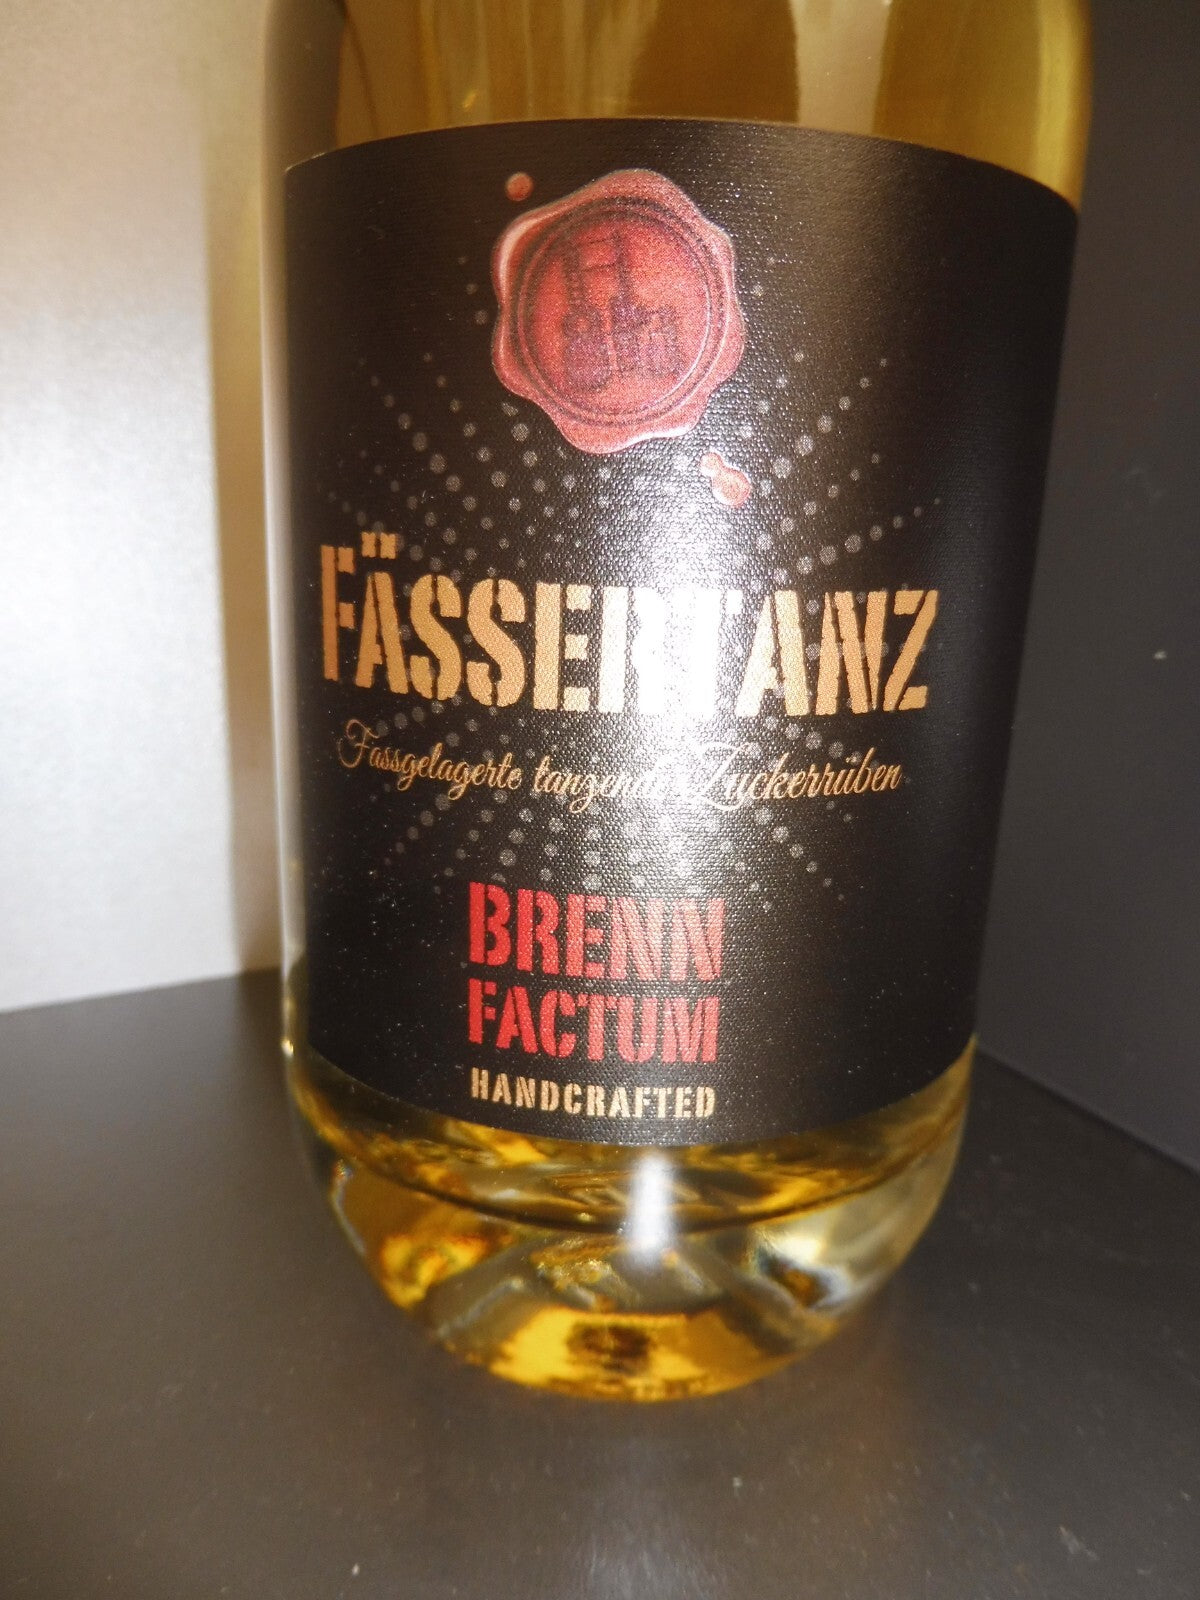 FÄSSERTANZ
Fassgelagerte tanzende Zuckerrüben
BRENN
FACTUM
HANDCRAFTED